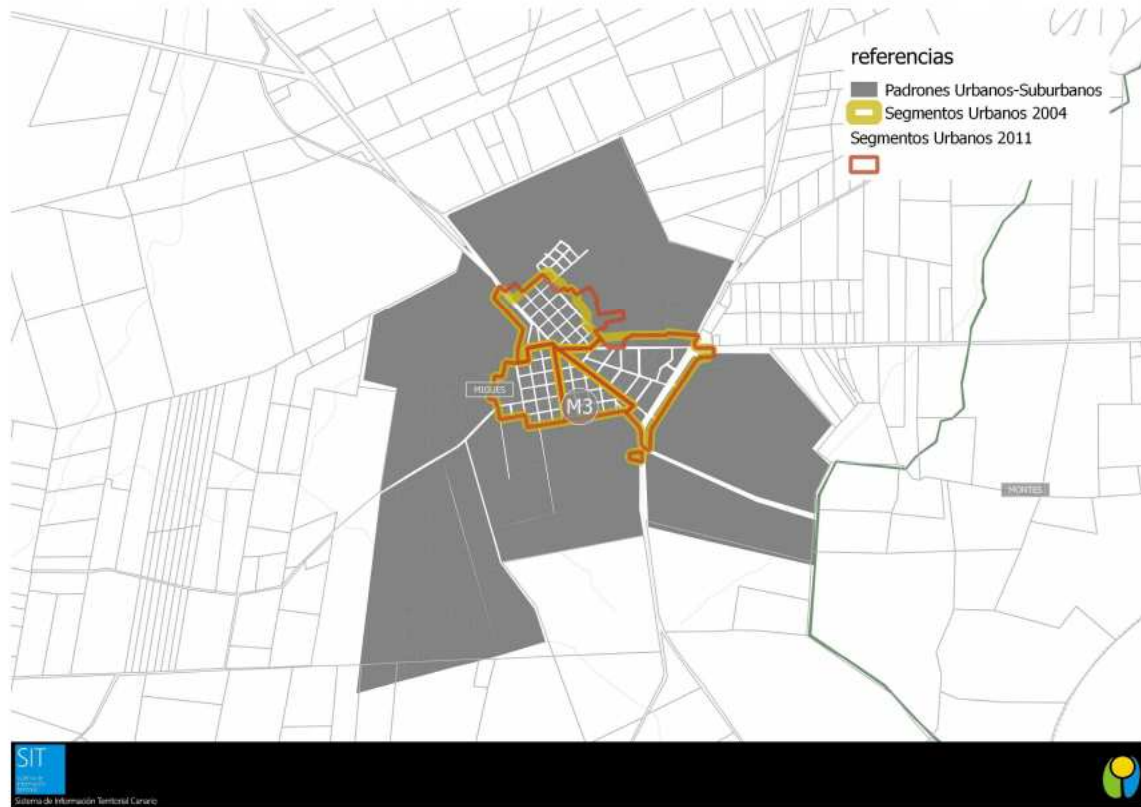 referencias
Padrones Urbanos-Suburbanos
Segmentos Urbanos 2004
Segmentos Urbanos 2011
MIGUES
M3
MONTES
SIT
Sistema de Información Territorial Canario